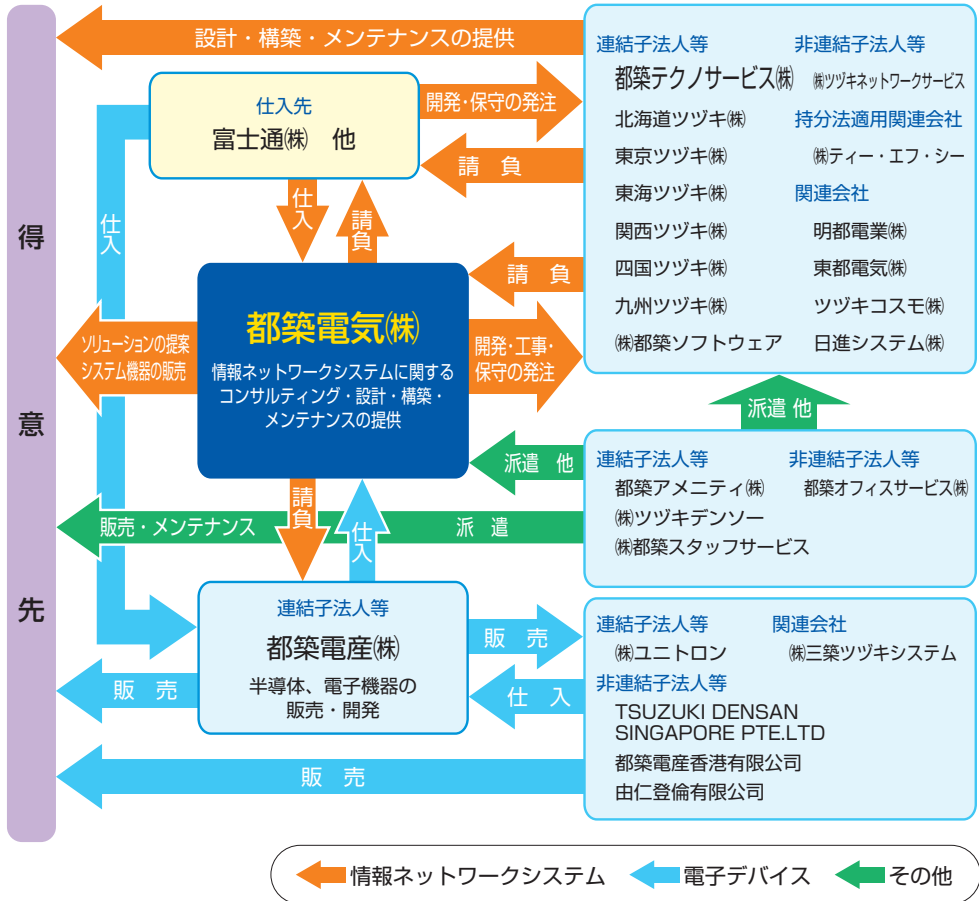 得意先
設計・構築・メンテナンスの提供
仕入先
富士通㈱ 他
開発・保守の発注
請 負
仕入
請負
仕入
請 負
都築電気㈱
情報ネットワークシステムに関する
コンサルティング・設計・構築・
メンテナンスの提供
ソリューションの提案
システム機器の販売
開発・工事・
保守の発注
連結子法人等
都築テクノサービス㈱
北海道ツヅキ㈱
東京ツヅキ㈱
東海ツヅキ㈱
関西ツヅキ㈱
四国ツヅキ㈱
九州ツヅキ㈱
㈱都築ソフトウェア
非連結子法人等
㈱ツヅキネットワークサービス
持分法適用関連会社
㈱ティー・エフ・シー
関連会社
明都電業㈱
東都電気㈱
ツヅキコスモ㈱
日進システム㈱
派遣 他
派遣 他
販売・メンテナンス
派 遣
請負
仕入
連結子法人等
都築アメニティ㈱
㈱ツヅキデンソー
㈱都築スタッフサービス
非連結子法人等
都築オフィスサービス㈱
連結子法人等
都築電産㈱
半導体、電子機器の
販売・開発
販 売
仕 入
販 売
販 売
連結子法人等
㈱ユニトロン
関連会社
㈱三築ツヅキシステム
非連結子法人等
TSUZUKI DENSAN
SINGAPORE PTE.LTD
都築電産香港有限公司
由仁登倫有限公司
情報ネットワークシステム
電子デバイス
その他